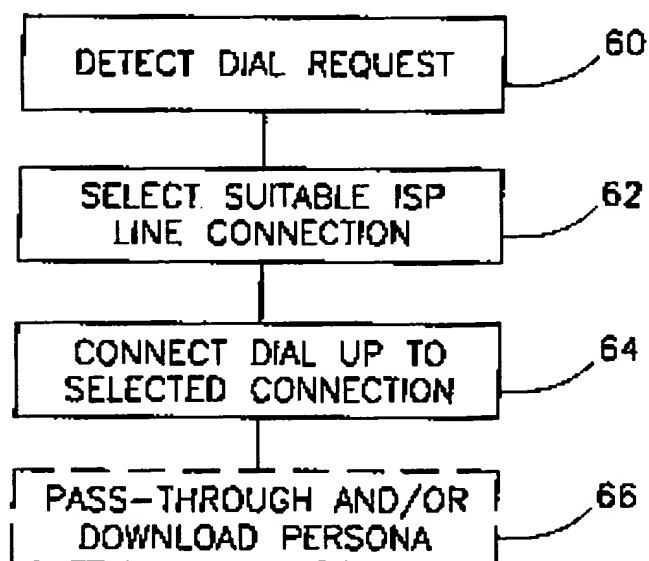 DETECT DIAL REQUEST
60
SELECT SUITABLE ISP
LINE CONNECTION
62
CONNECT DIAL UP TO
SELECTED CONNECTION
64
PASS-THROUGH AND/OR
DOWNLOAD PERSONA
66